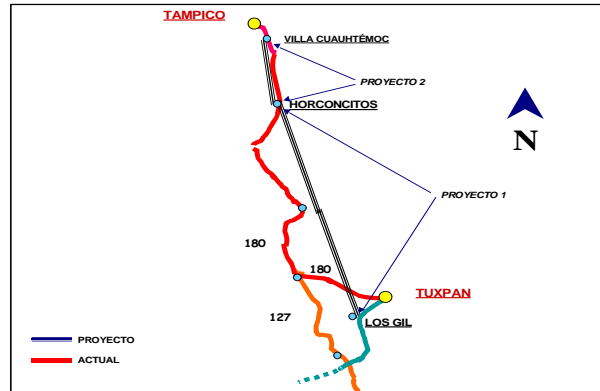 TAMPICO
VILLA CUAUHTÉMOC
PROYECTO 2
HORCONCITOS
N
PROYECTO 1
180
180
TUXPAN
127
LOS GIL
PROYECTO
ACTUAL